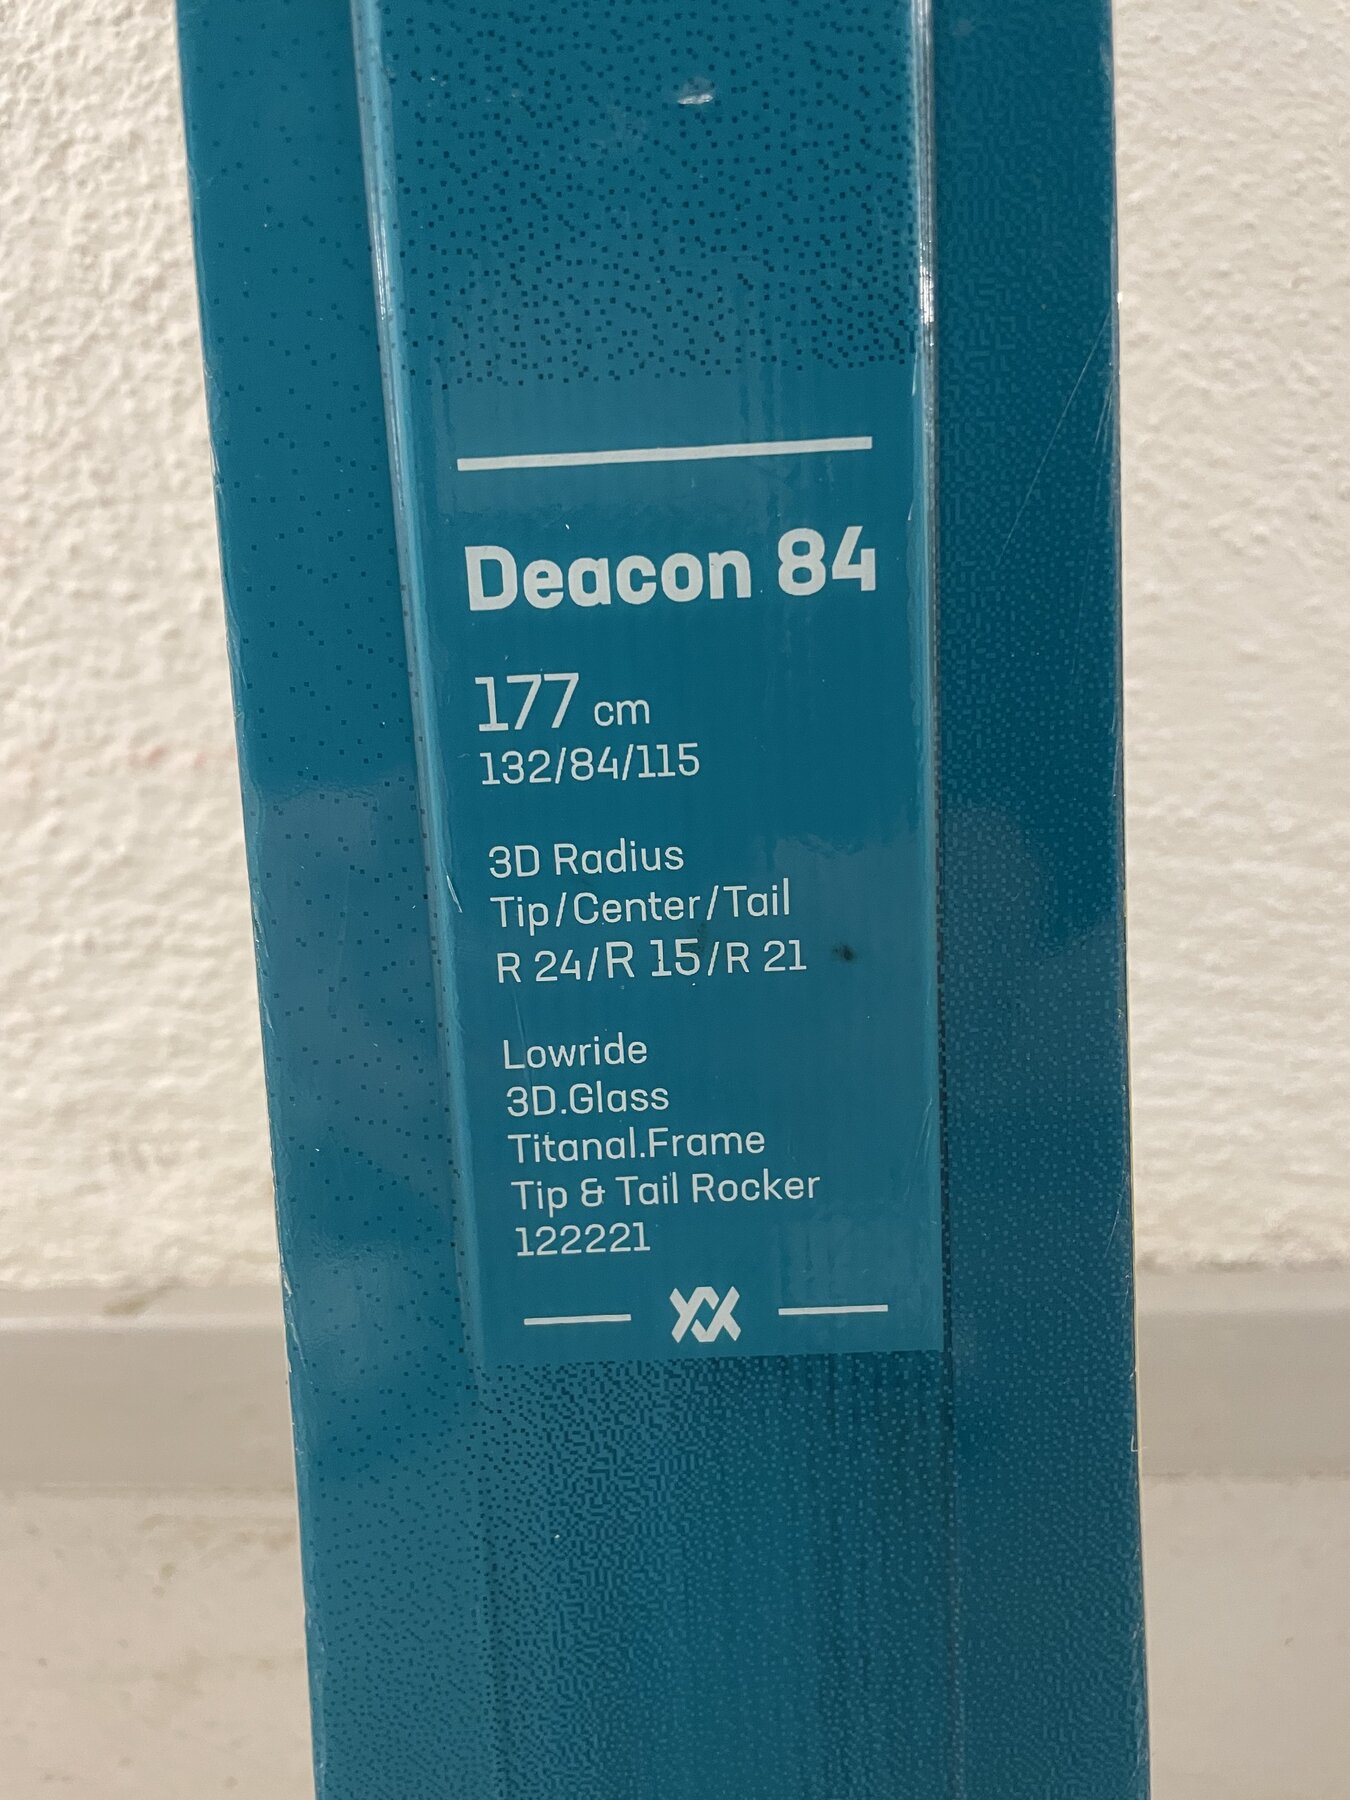 Deacon 84
177 cm
132/84/115
3D Radius
Tip/Center/Tail
R 24/R 15/R 21
Lowride
3D.Glass
Titanal.Frame
Tip & Tail Rocker
122221